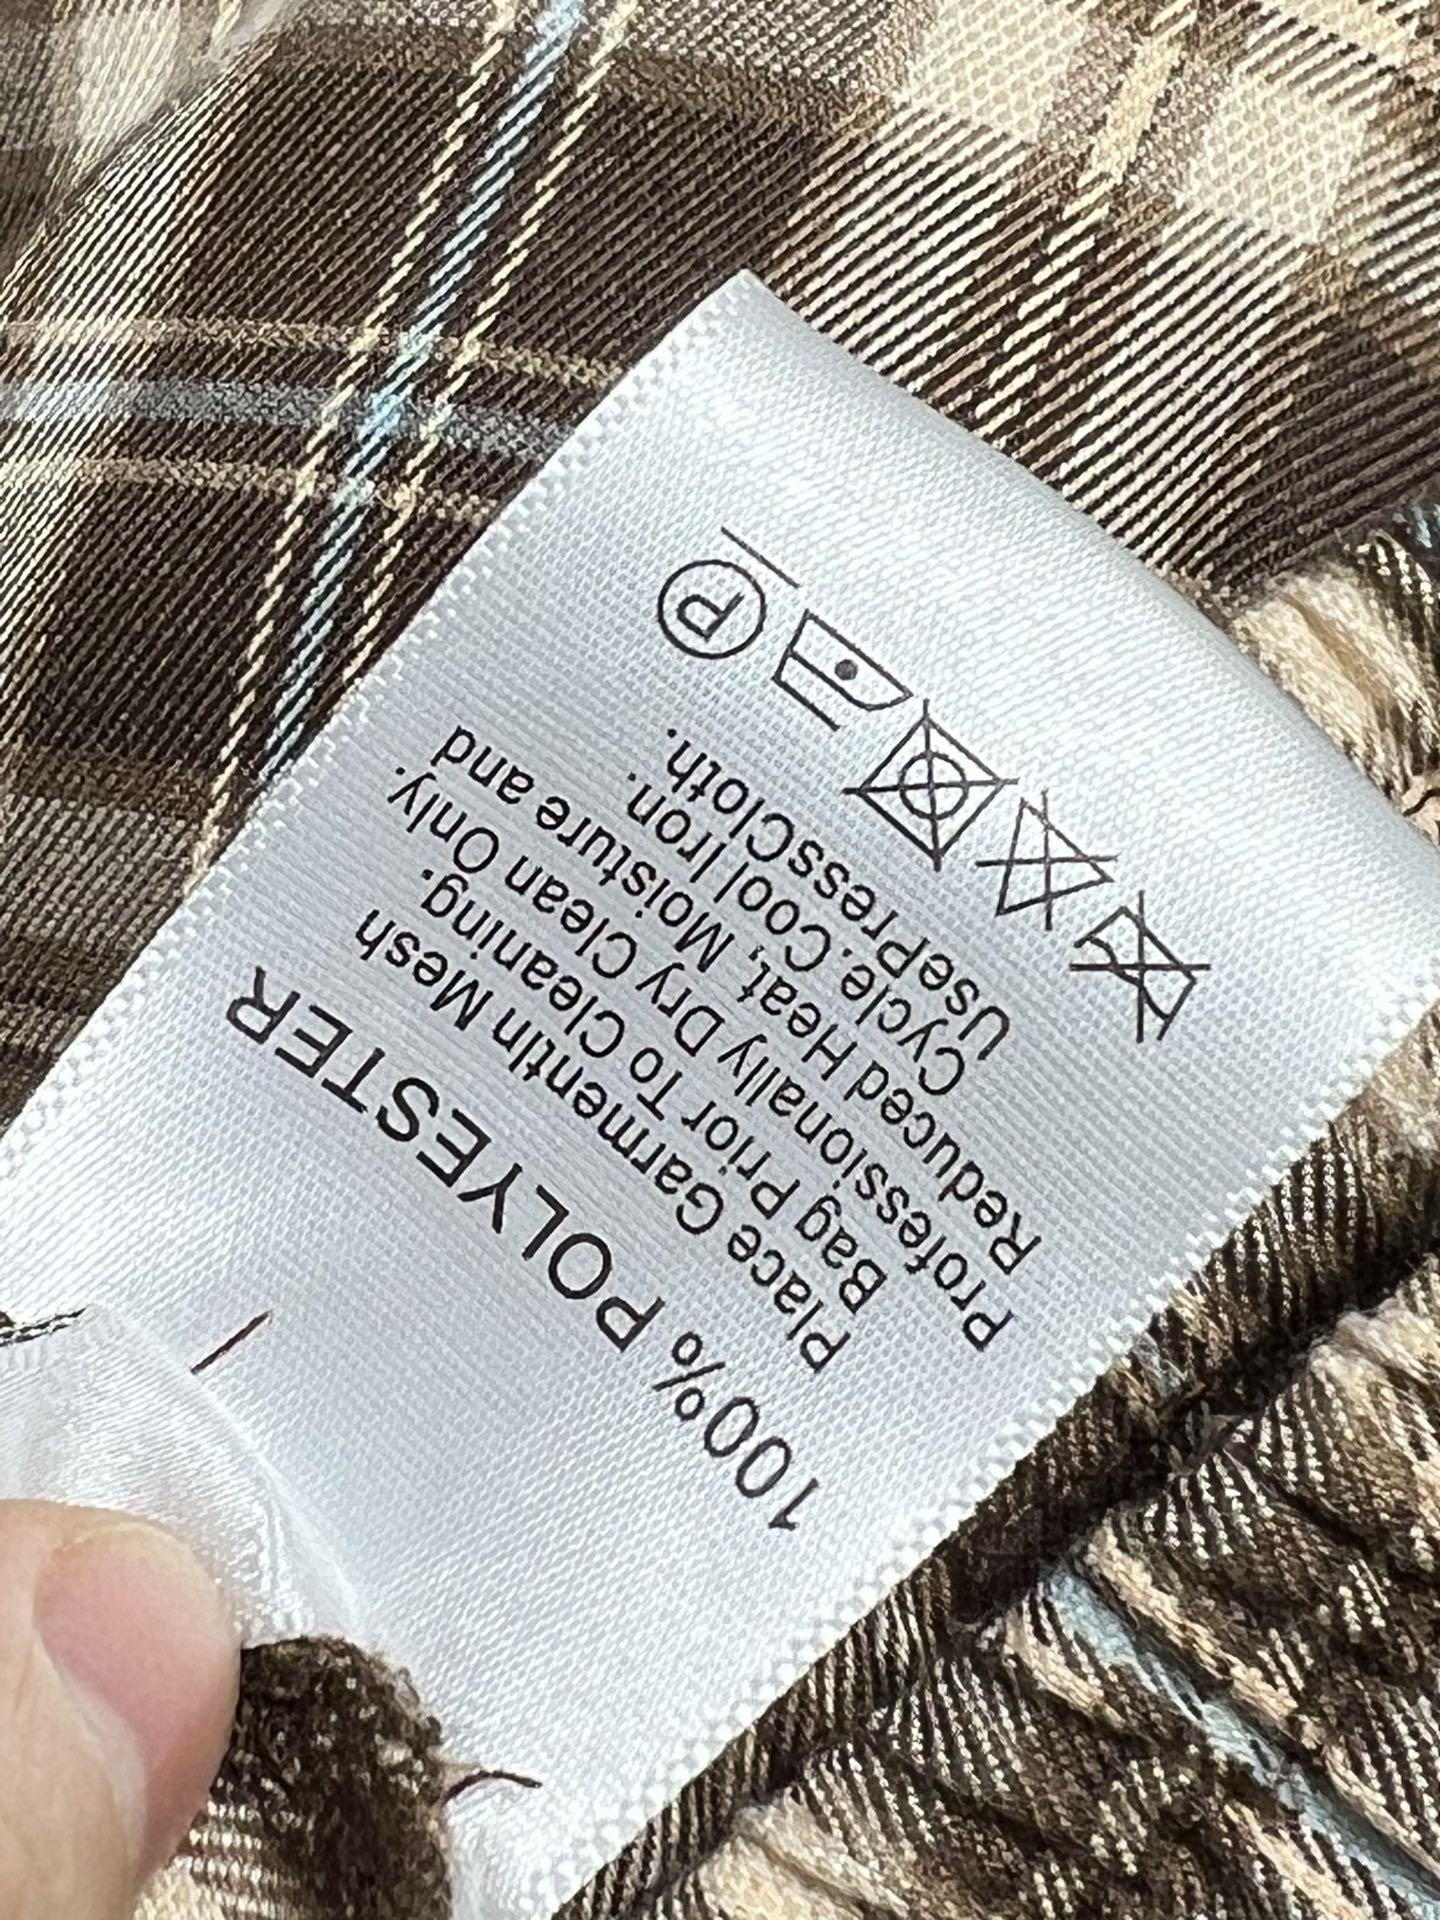 100% POLYESTER
Place GarmentIn Mesh
Bag Prior To Cleaning.
Professionally Dry Clean Only.
Reduced Heat, Moisture and
Cycle.Cool Iron.
UsePressCloth.
P